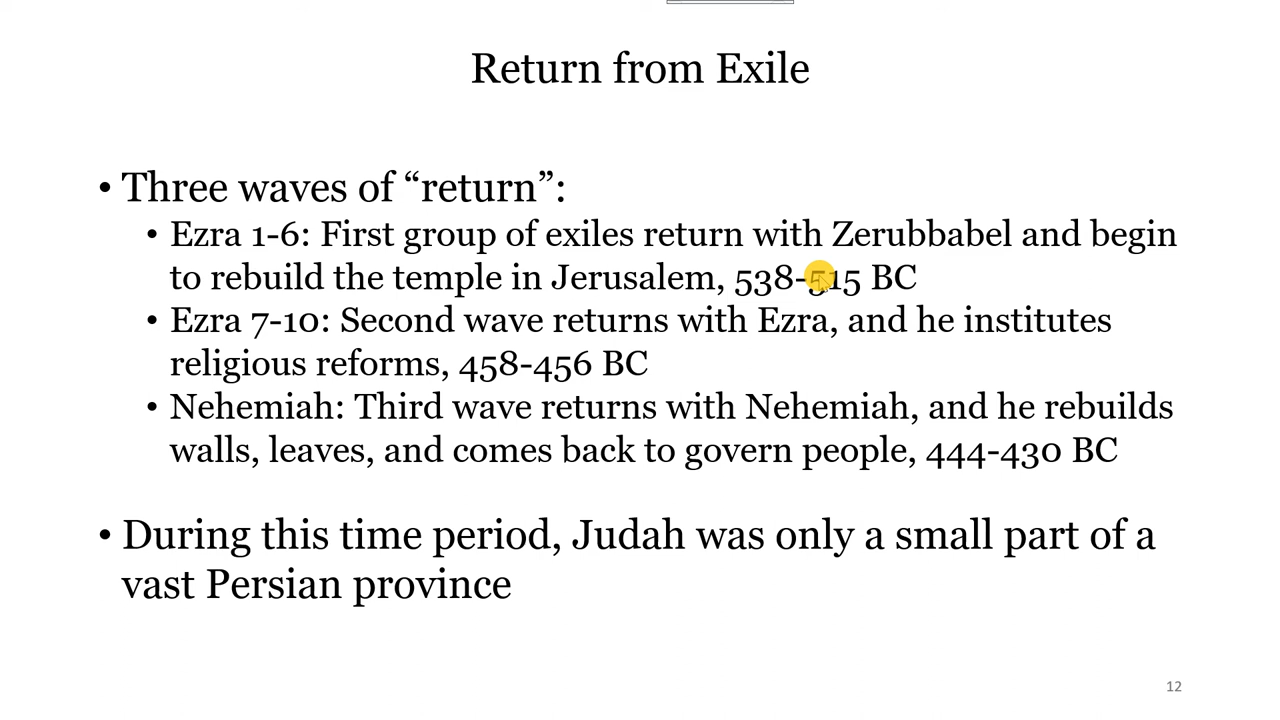 Return from Exile
• Three waves of “return”:
• Ezra 1-6: First group of exiles return with Zerubbabel and begin
to rebuild the temple in Jerusalem, 538-515 BC
• Ezra 7-10: Second wave returns with Ezra, and he institutes
religious reforms, 458-456 BC
• Nehemiah: Third wave returns with Nehemiah, and he rebuilds
walls, leaves, and comes back to govern people, 444-430 BC
• During this time period, Judah was only a small part of a
vast Persian province
12